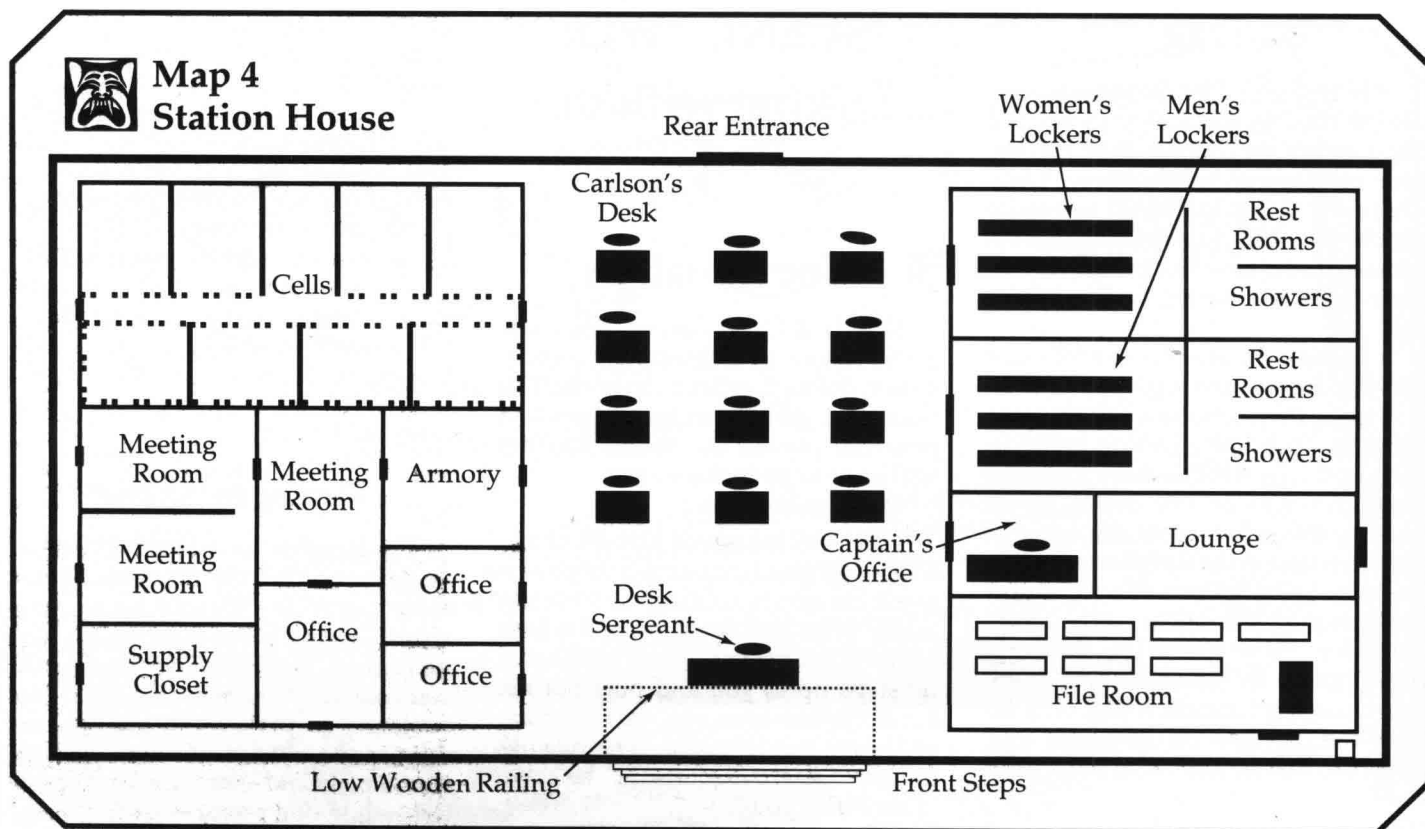 Map 4
Station House
Rear Entrance
Women's
Lockers
Men's
Lockers
Carlson's
Desk
Rest
Rooms
Cells
Showers
Rest
Rooms
Meeting
Room
Meeting
Room
Armory
Showers
Captain's
Office
Lounge
Meeting
Room
Office
Desk
Sergeant
Office
Supply
Closet
Office
File Room
Low Wooden Railing
Front Steps